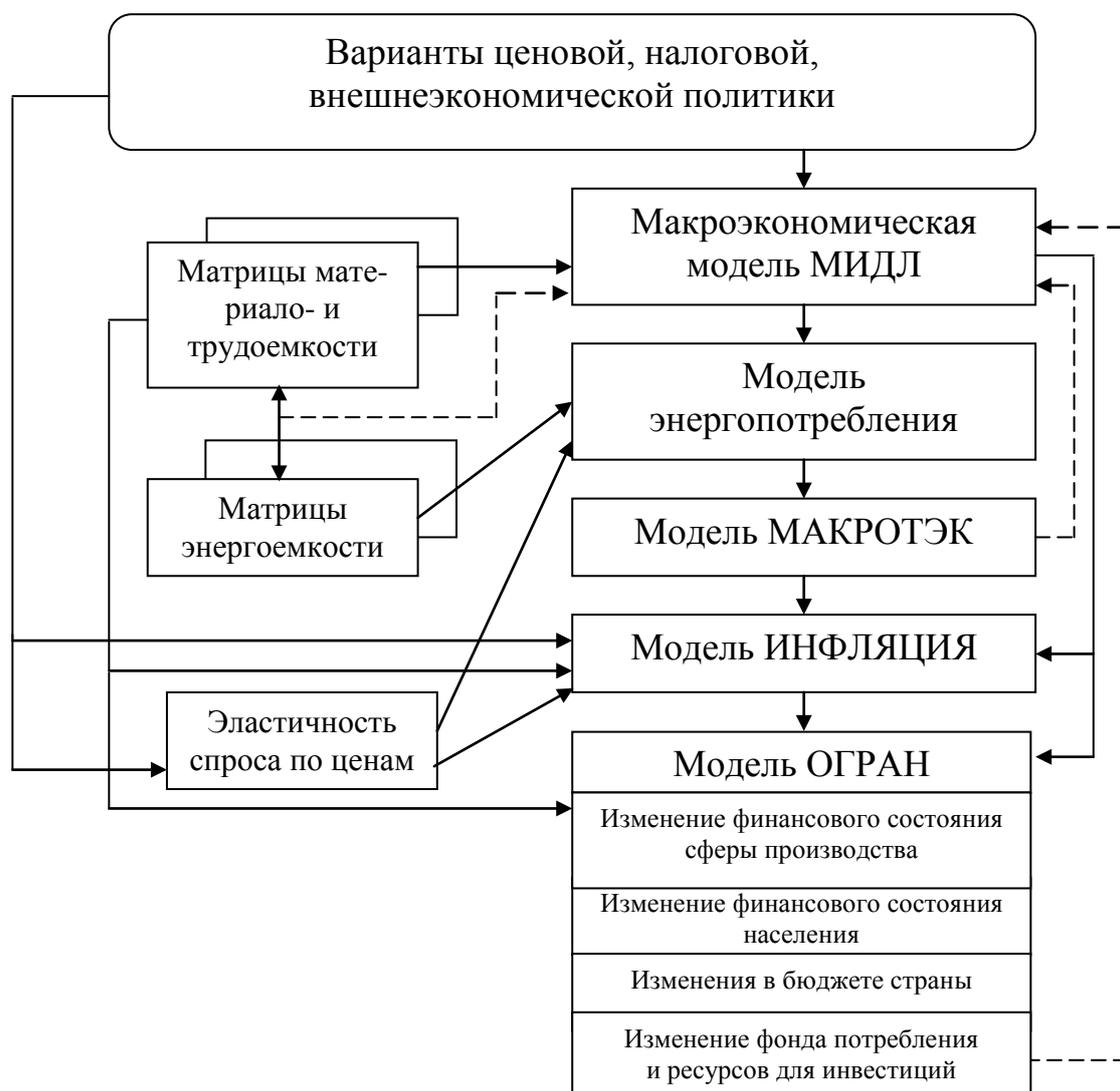 Варианты ценовой, налоговой,
внешнеэкономической политики
Макроэкономическая
модель МИДЛ
Матрицы мате-
риало- и
трудоемкости
Модель
энергопотребления
Матрицы
энергоемкости
Модель МАКРОТЭК
Модель ИНФЛЯЦИЯ
Эластичность
спроса по ценам
Модель ОГРАН
Изменение финансового состояния
сферы производства
Изменение финансового состояния
населения
Изменения в бюджете страны
Изменение фонда потребления
и ресурсов для инвестиций